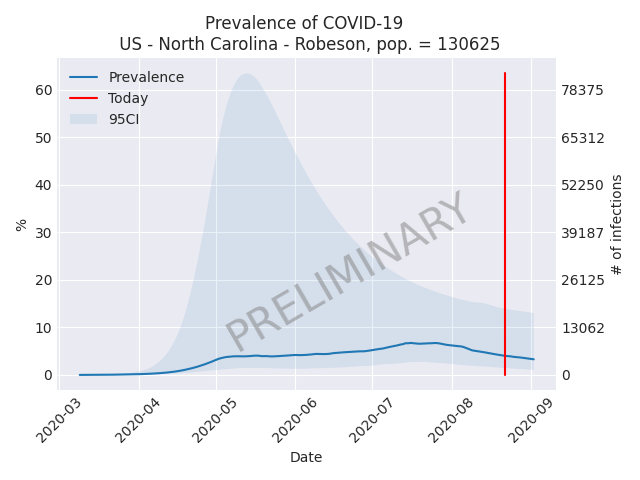 Prevalence of COVID-19
US - North Carolina - Robeson, pop. = 130625
Prevalence
Today
95CI
60
50
40
30
20
10
0
%
78375
65312
52250
39187
26125
13062
0
# of infections
PRELIMINARY
2020-03
2020-04
2020-05
2020-06
2020-07
2020-08
2020-09
Date